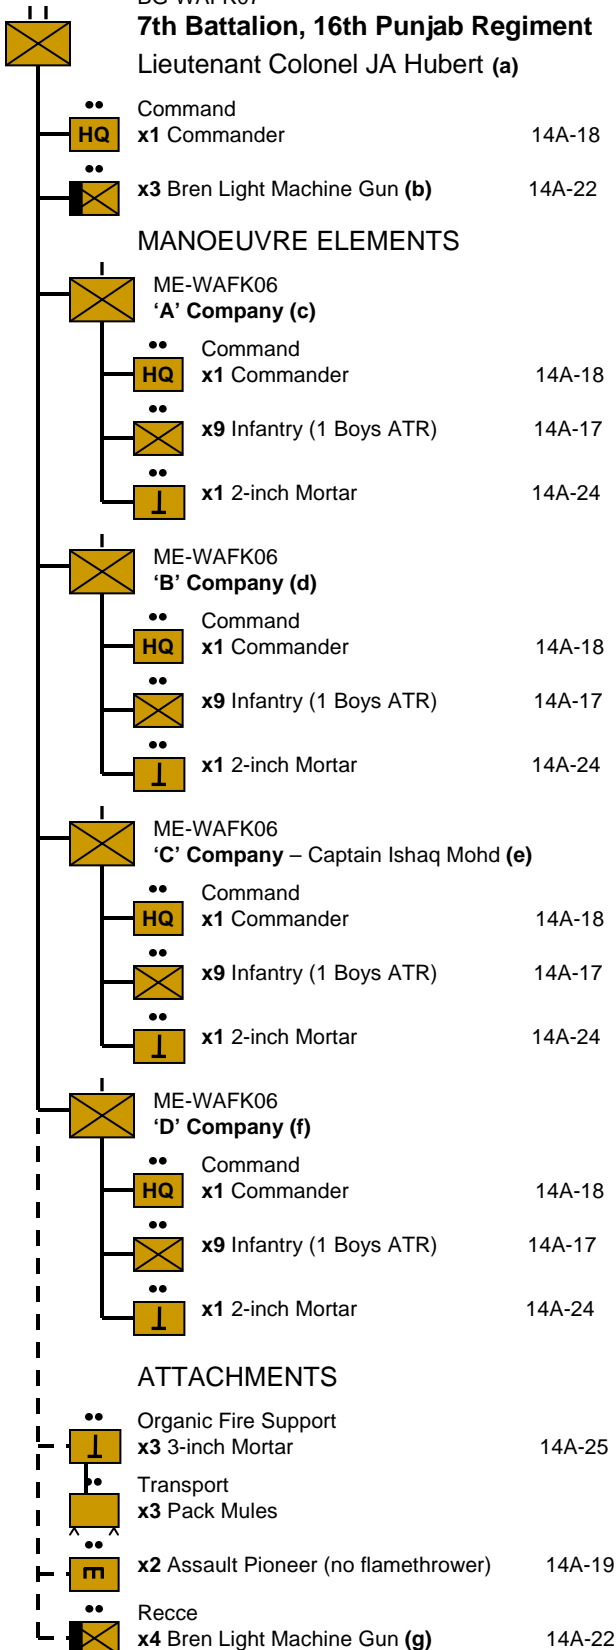 BG-WAFK07
7th Battalion, 16th Punjab Regiment
Lieutenant Colonel JA Hubert (a)
Command
HQ x1 Commander 14A-18
x3 Bren Light Machine Gun (b) 14A-22
MANOEUVRE ELEMENTS
ME-WAFK06
‘A’ Company (c)
Command
HQ x1 Commander 14A-18
x9 Infantry (1 Boys ATR) 14A-17
x1 2-inch Mortar 14A-24
ME-WAFK06
‘B’ Company (d)
Command
HQ x1 Commander 14A-18
x9 Infantry (1 Boys ATR) 14A-17
x1 2-inch Mortar 14A-24
ME-WAFK06
‘C’ Company – Captain Ishaq Mohd (e)
Command
HQ x1 Commander 14A-18
x9 Infantry (1 Boys ATR) 14A-17
x1 2-inch Mortar 14A-24
ME-WAFK06
‘D’ Company (f)
Command
HQ x1 Commander 14A-18
x9 Infantry (1 Boys ATR) 14A-17
x1 2-inch Mortar 14A-24
ATTACHMENTS
Organic Fire Support
x3 3-inch Mortar 14A-25
Transport
x3 Pack Mules
x2 Assault Pioneer (no flamethrower) 14A-19
Recce
x4 Bren Light Machine Gun (g) 14A-22